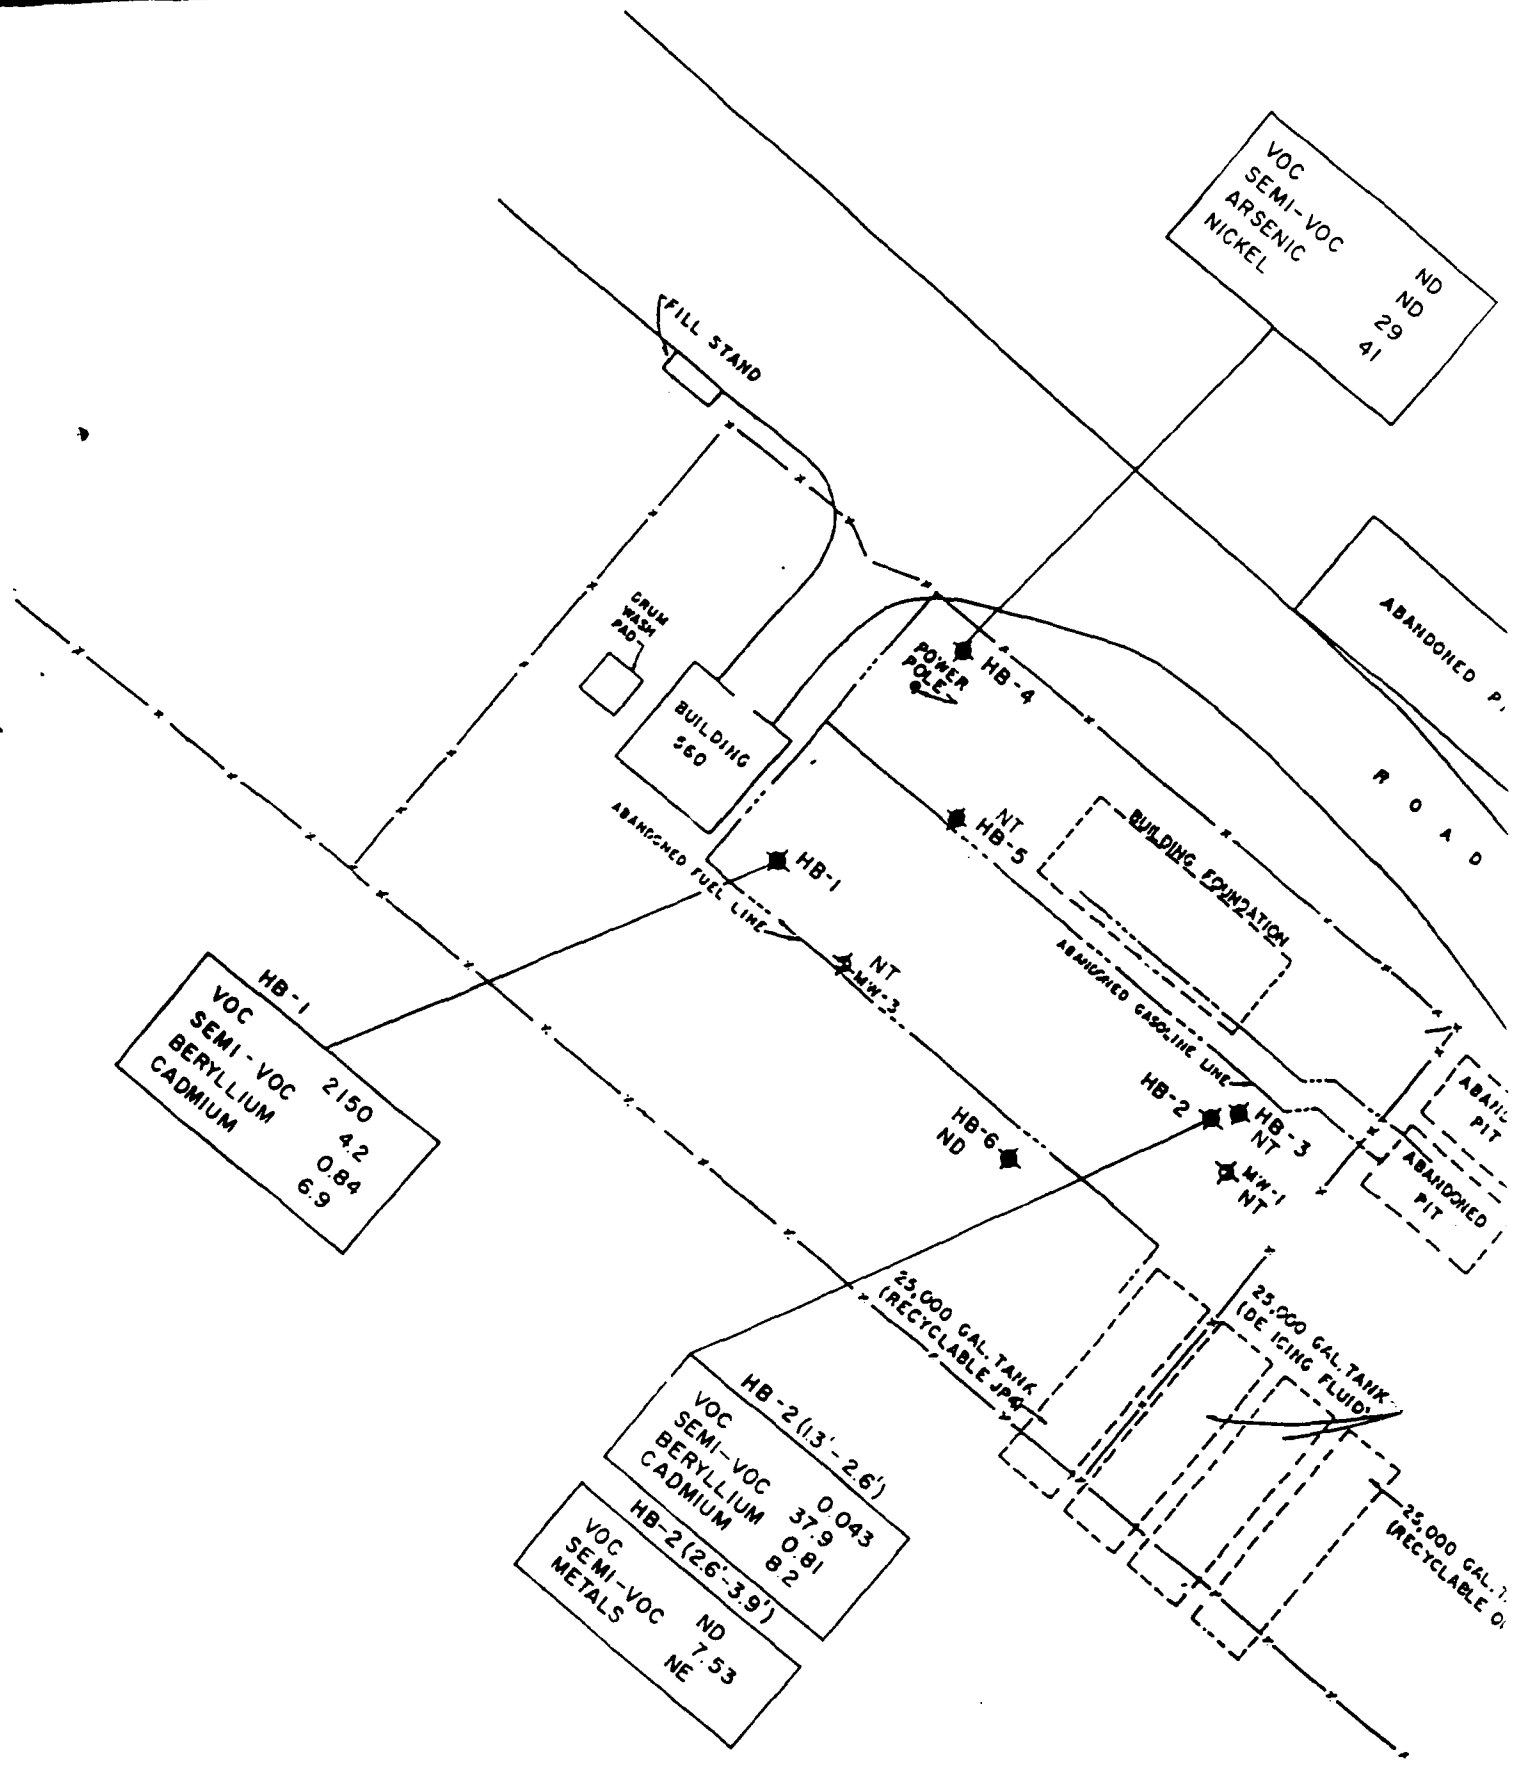 VOC ND
SEMI-VOC ND
ARSENIC 29
NICKEL 41
FILL STAND
DRUM
WASH
PAD
BUILDING
560
POWER
POLE
HB-4
ABANDONED
ROAD
NT
HB-5
BUILDING FOUNDATION
ABANDONED FUEL LINE
HB-1
NT
MW-3
ABANDONED GASOLINE LINE
HB-1
VOC 2150
SEMI-VOC 4.2
BERYLLIUM 0.84
CADMIUM 6.9
HB-2
HB-3
NT
HB-6
ND
MW-1
NT
PIT
ABANDONED
PIT
25,000 GAL. TANK
(RECYCLABLE JP4)
25,000 GAL. TANK
(DE ICING FLUID)
25,000 GAL.
(RECYCLABLE
HB-2 (1.3'-2.6')
VOC 0.043
SEMI-VOC 37.9
BERYLLIUM 0.81
CADMIUM 8.2
HB-2 (2.6'-3.9')
VOC ND
SEMI-VOC 7.53
METALS NE